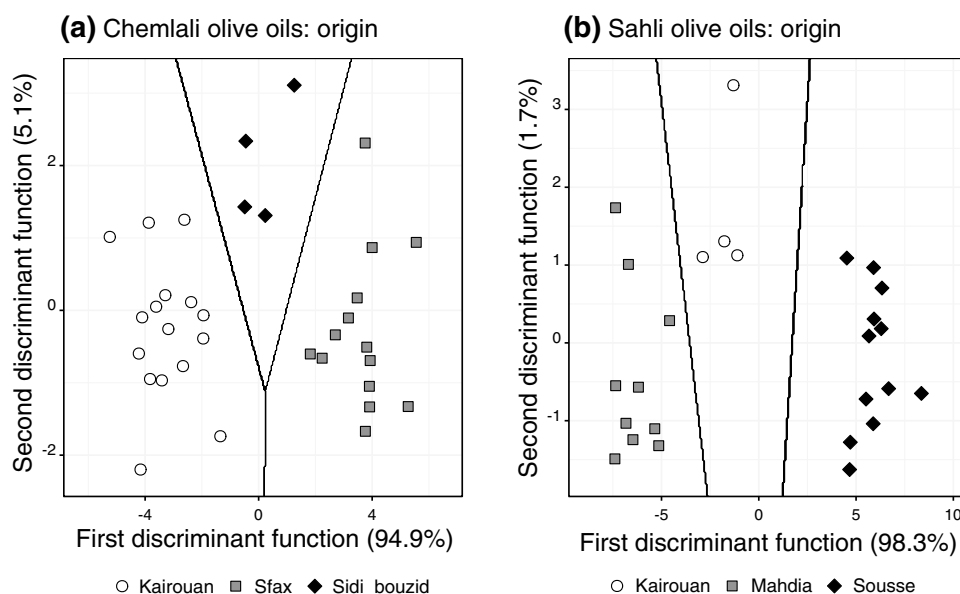 (a) Chemlali olive oils: origin
Second discriminant function (5.1%)
2
0
-2
-4 0 4
First discriminant function (94.9%)
Kairouan Sfax Sidi bouzid
(b) Sahli olive oils: origin
Second discriminant function (1.7%)
3
2
1
0
-1
-5 0 5 10
First discriminant function (98.3%)
Kairouan Mahdia Sousse